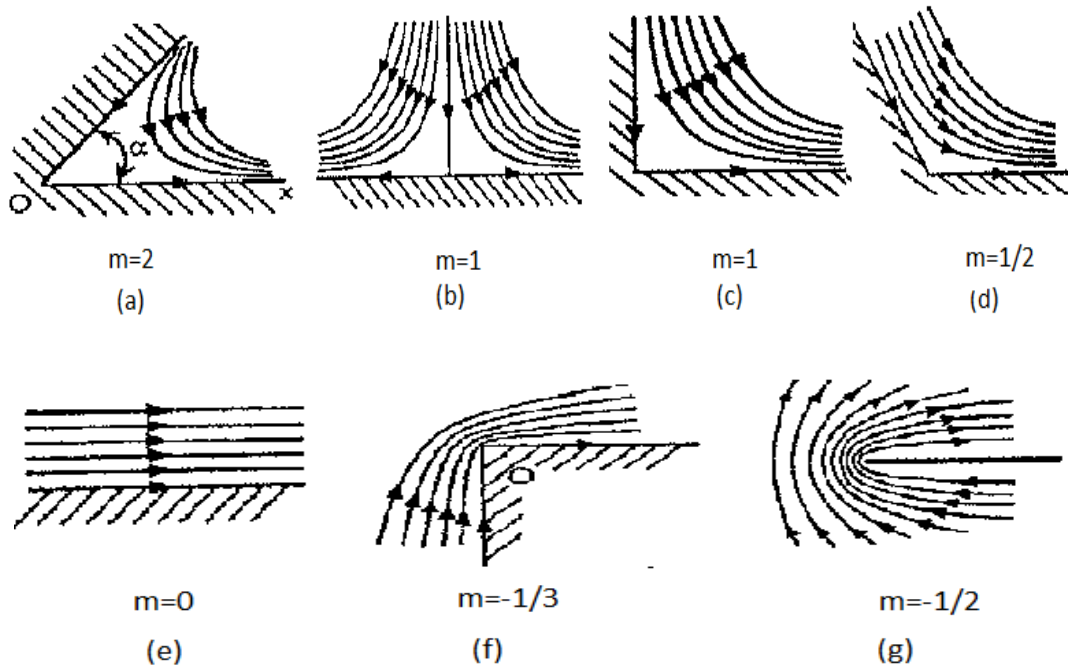 α
O
x
m=2
m=1
m=1
m=1/2
(a)
(b)
(c)
(d)
O
m=0
m=-1/3
m=-1/2
(e)
(f)
(g)